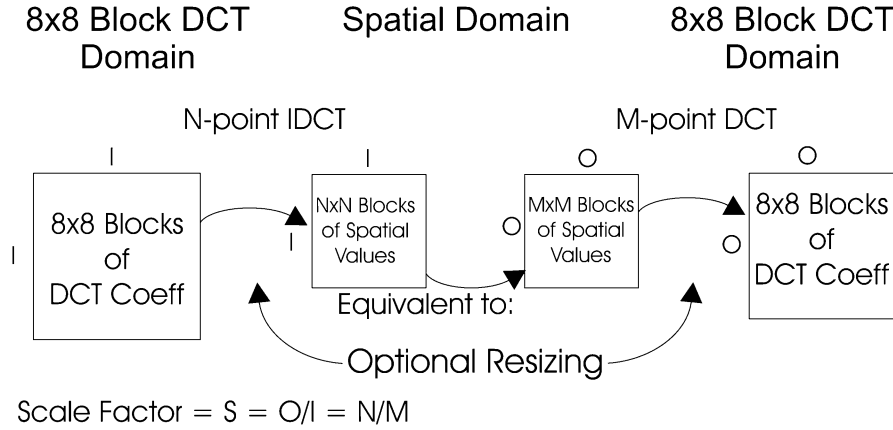 8x8 Block DCT
Domain
Spatial Domain
8x8 Block DCT
Domain
N-point IDCT
M-point DCT
I
I
O
O
I
8x8 Blocks
of
DCT Coeff
I
NxN Blocks
of Spatial
Values
O
MxM Blocks
of Spatial
Values
O
8x8 Blocks
of
DCT Coeff
Equivalent to:
Optional Resizing
Scale Factor = S = O/I = N/M